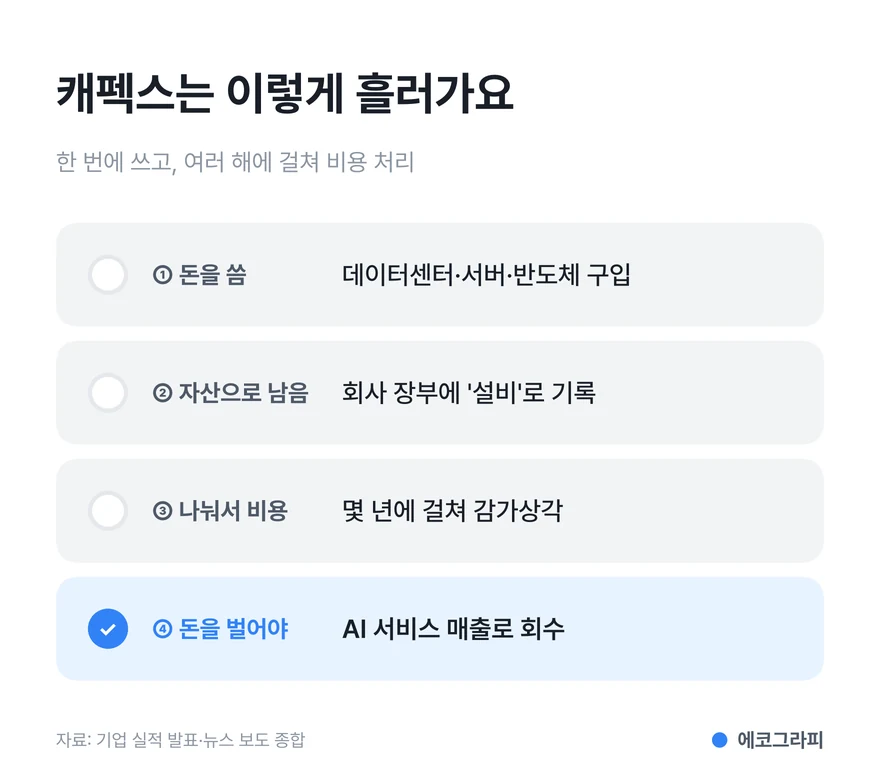 캐펙스는 이렇게 흘러가요
한 번에 쓰고, 여러 해에 걸쳐 비용 처리
① 돈을 씀 데이터센터·서버·반도체 구입
② 자산으로 남음 회사 장부에 '설비'로 기록
③ 나눠서 비용 몇 년에 걸쳐 감가상각
④ 돈을 벌어야 AI 서비스 매출로 회수
자료: 기업 실적 발표·뉴스 보도 종합
에코그라피